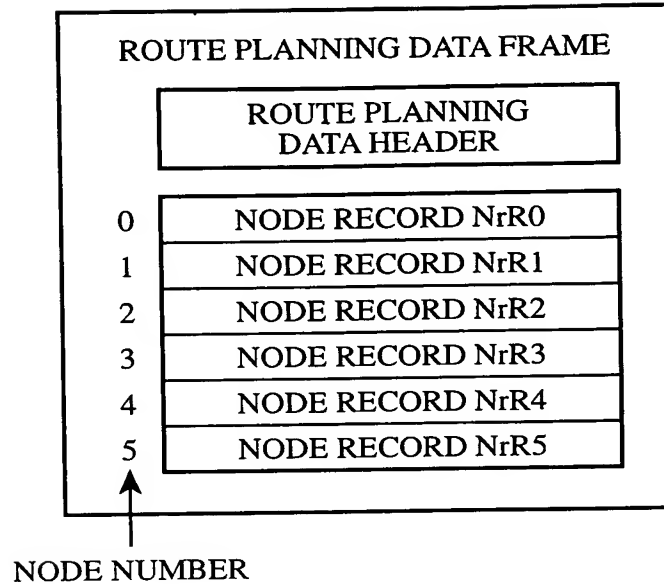 ROUTE PLANNING DATA FRAME
ROUTE PLANNING
DATA HEADER
0 NODE RECORD NrR0
1 NODE RECORD NrR1
2 NODE RECORD NrR2
3 NODE RECORD NrR3
4 NODE RECORD NrR4
5 NODE RECORD NrR5
NODE NUMBER